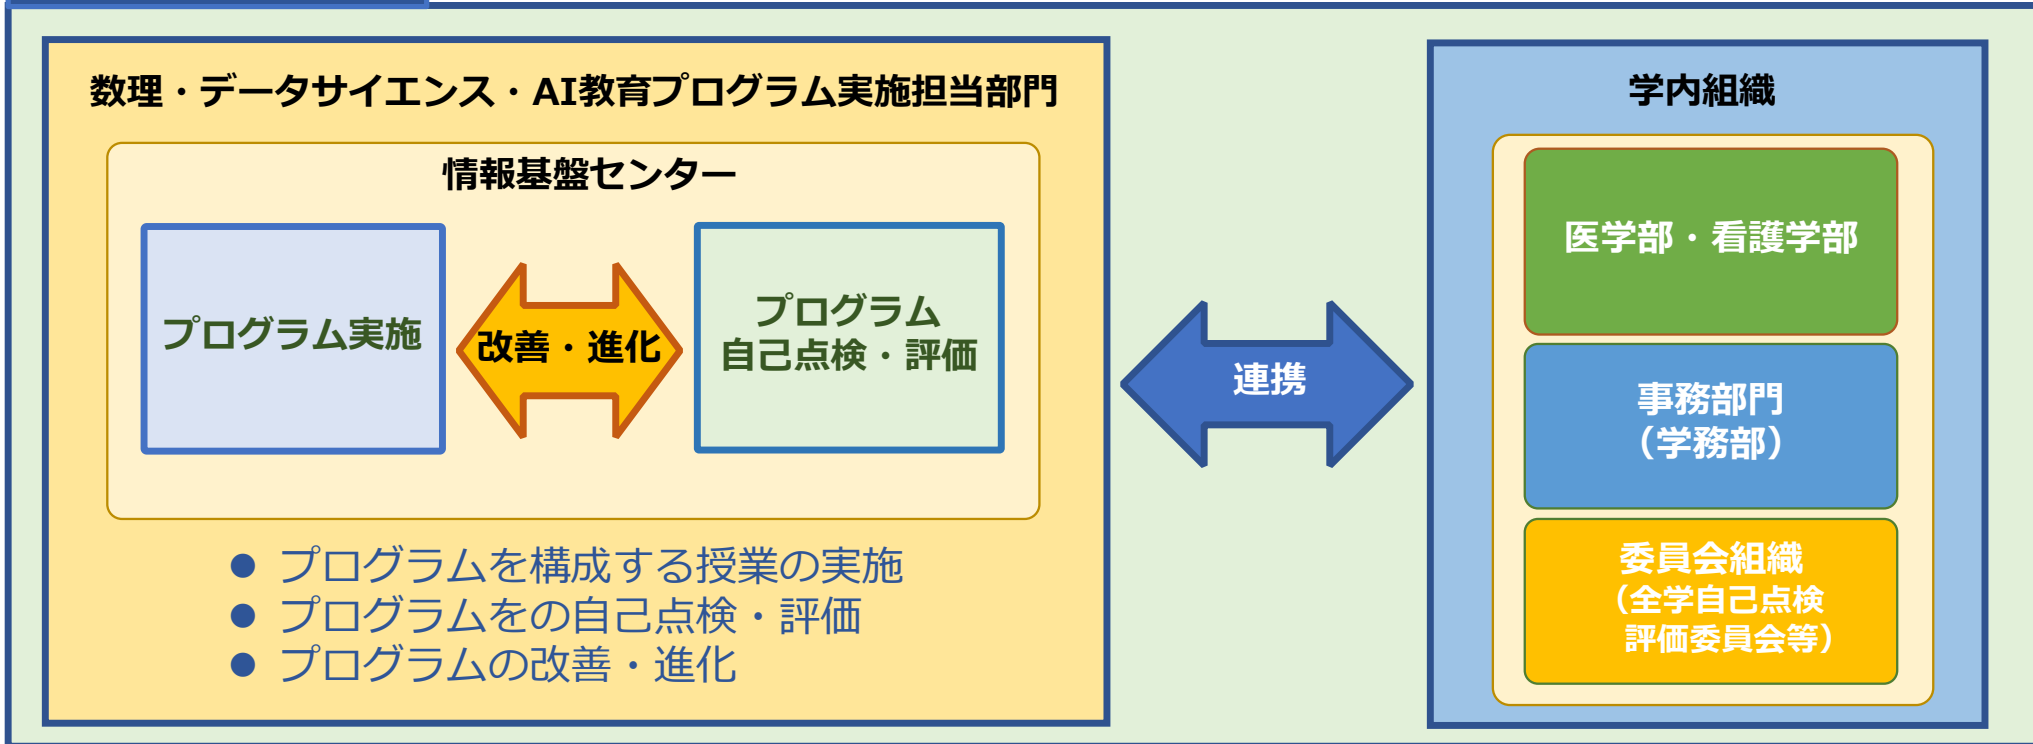 数理・データサイエンス・AI教育プログラム実施担当部門
情報基盤センター
プログラム実施
改善・進化
プログラム
自己点検・評価
● プログラムを構成する授業の実施
● プログラムをの自己点検・評価
● プログラムの改善・進化
連携
学内組織
医学部・看護学部
事務部門
（学務部）
委員会組織
（全学自己点検
評価委員会等）